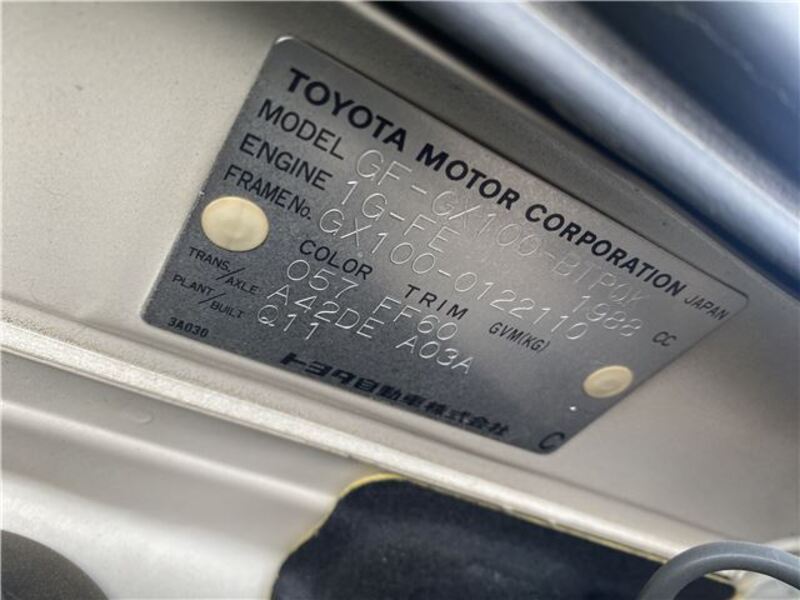 TOYOTA MOTOR CORPORATION JAPAN
MODEL GF-GX100-BTPQK
ENGINE 1G-FE 1988 CC
FRAME No. GX100-0122110
COLOR TRIM GVM(KG)
057 FF60
TRANS/AXLE A42DE A03A
PLANT/BUILT Q11
3A030
トヨタ自動車株式会社 C